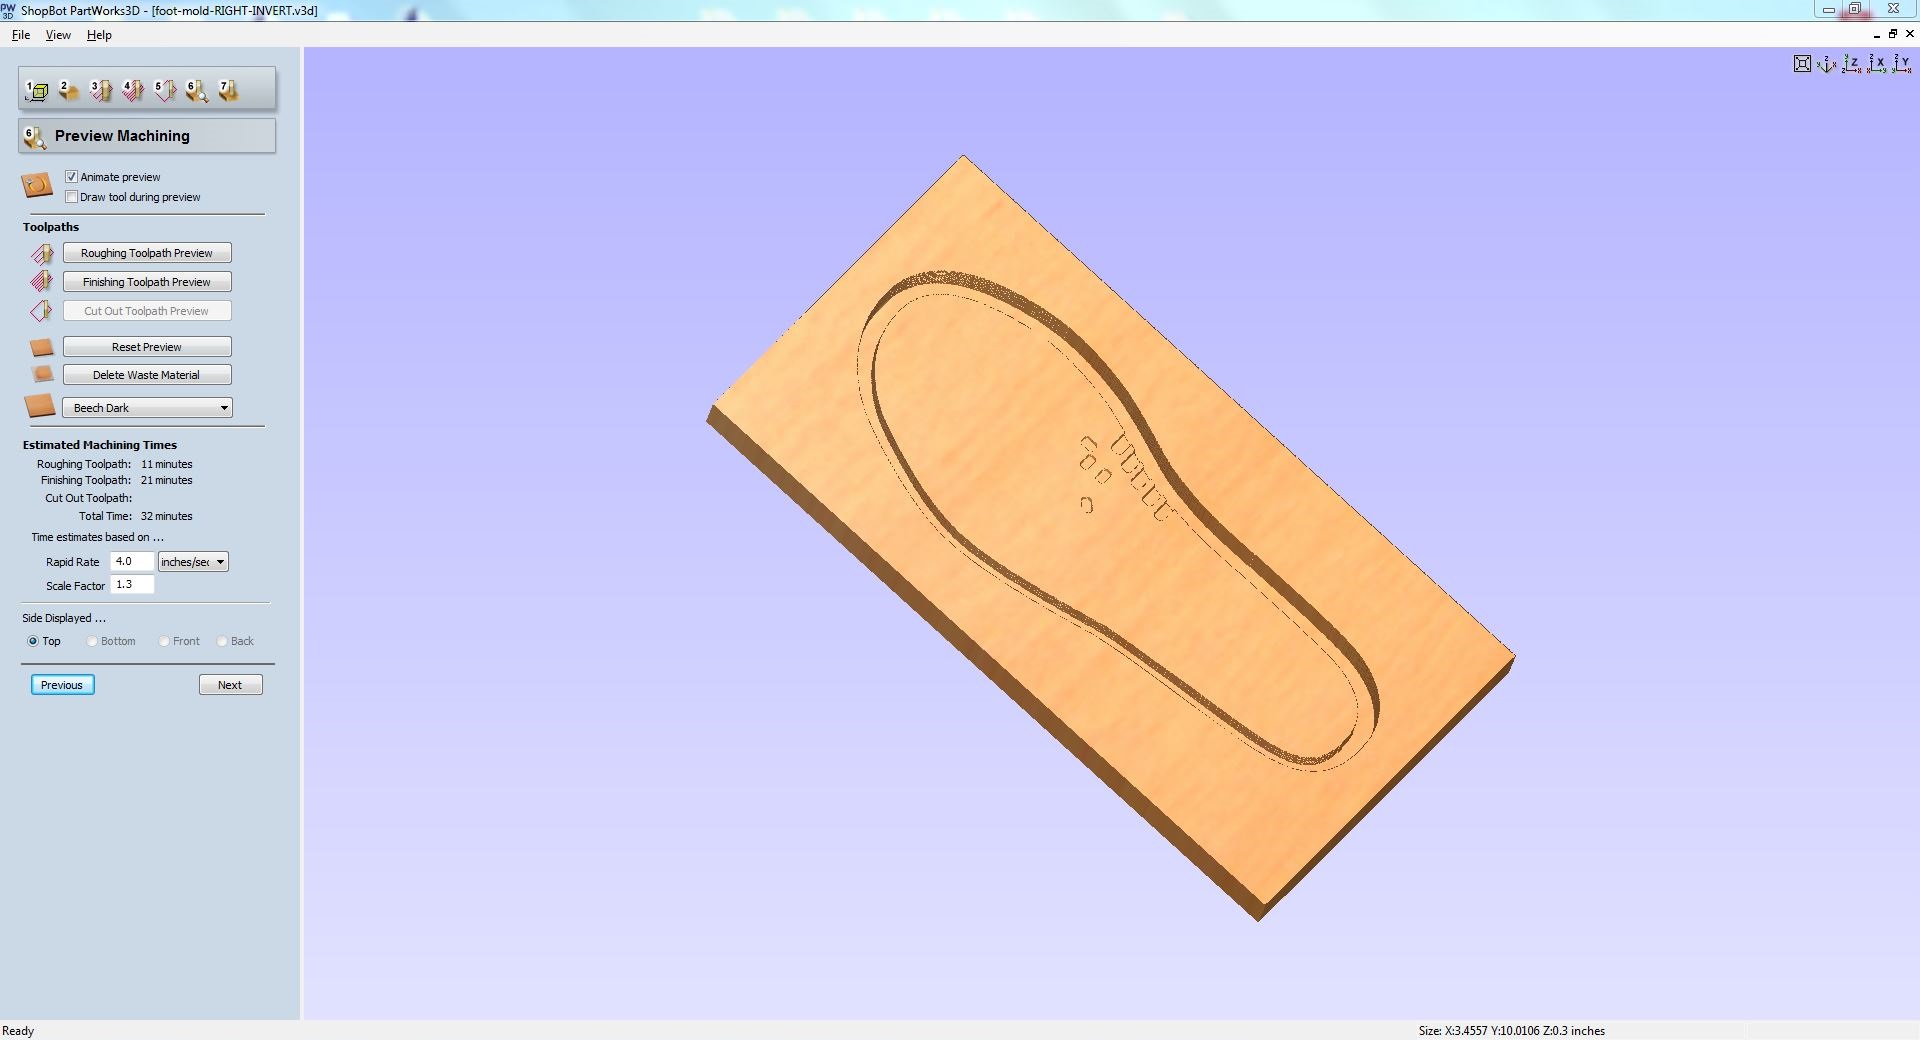 PW 3D ShopBot PartWorks3D - [foot-mold-RIGHT-INVERT.v3d]
File View Help
1 2 3 4 5 6 7
6 Preview Machining
Animate preview
Draw tool during preview
Toolpaths
Roughing Toolpath Preview
Finishing Toolpath Preview
Cut Out Toolpath Preview
Reset Preview
Delete Waste Material
Beech Dark
Estimated Machining Times
Roughing Toolpath: 11 minutes
Finishing Toolpath: 21 minutes
Cut Out Toolpath:
Total Time: 32 minutes
Time estimates based on ...
Rapid Rate 4.0 inches/sec
Scale Factor 1.3
Side Displayed ...
Top Bottom Front Back
Previous Next
Ready Size: X:3.4557 Y:10.0106 Z:0.3 inches